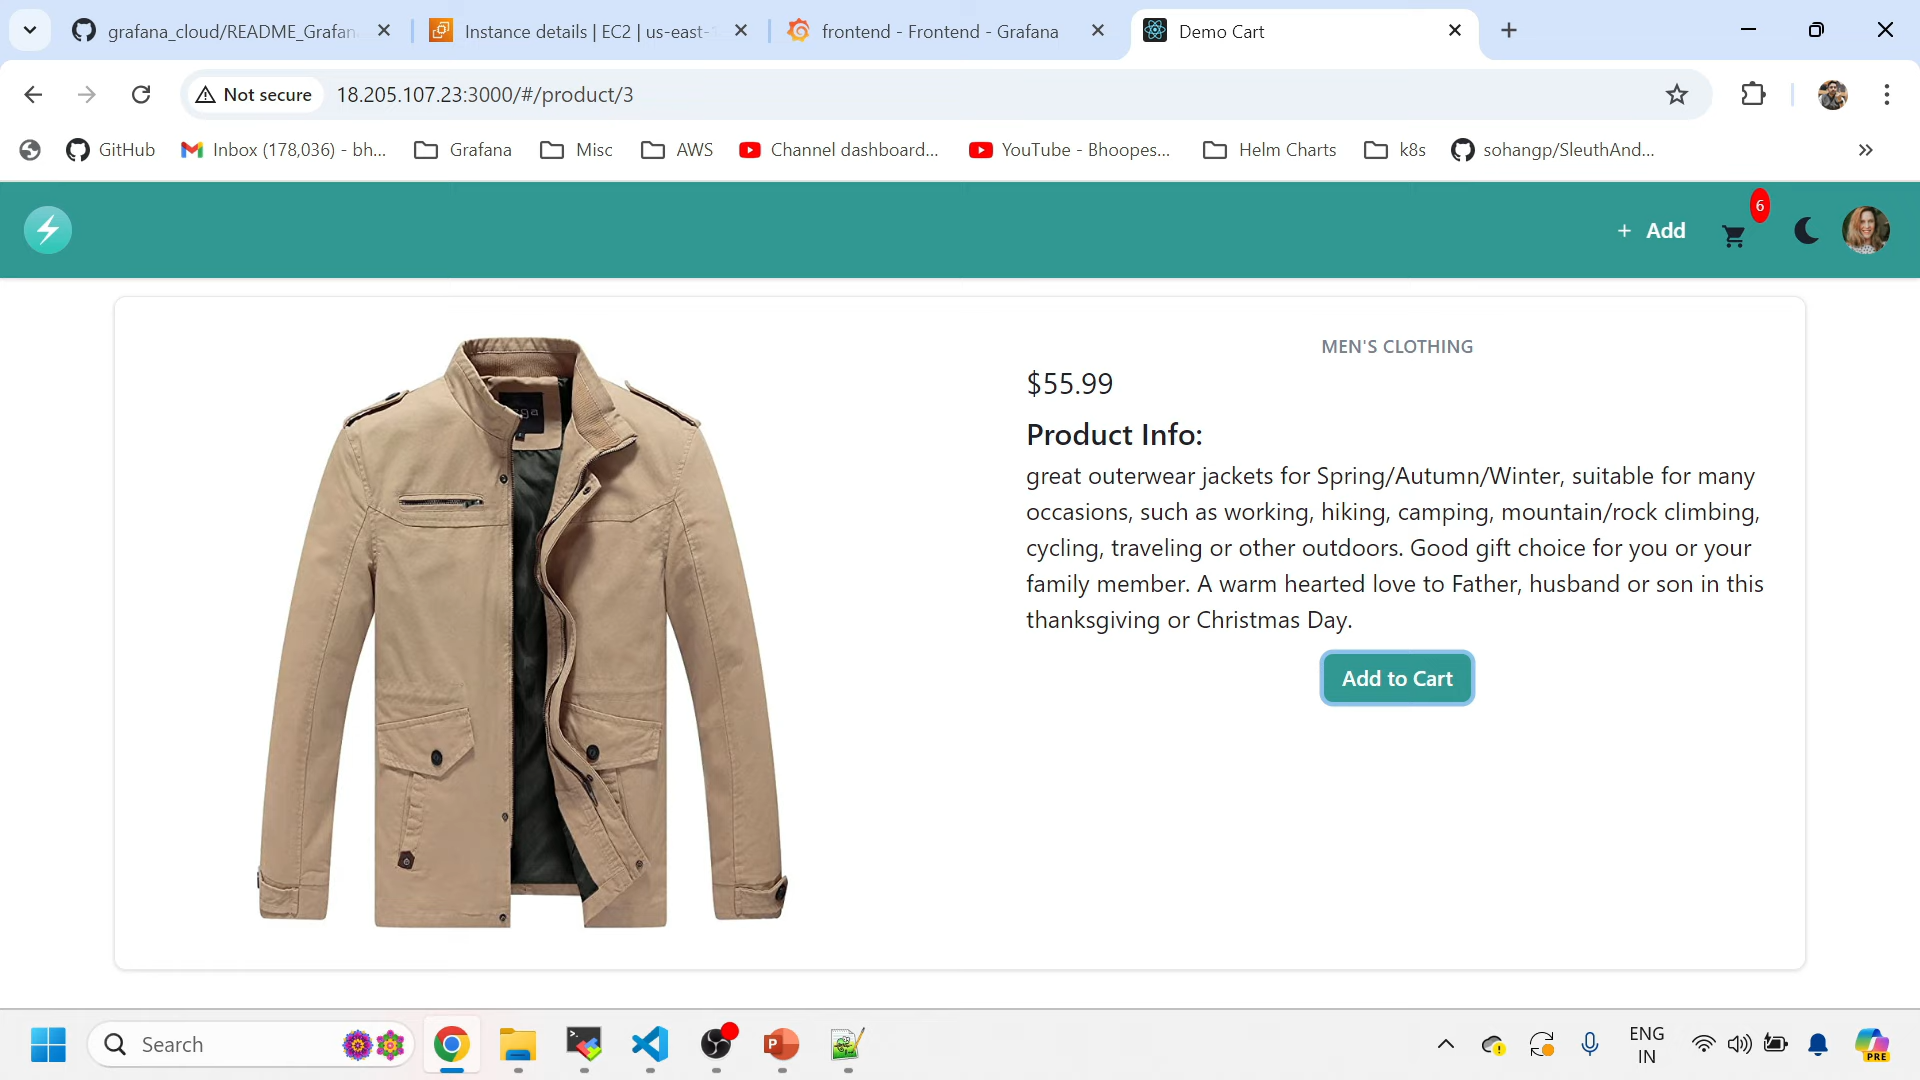 grafana_cloud/README_Grafan
Instance details | EC2 | us-east-1
frontend - Frontend - Grafana
Demo Cart
Not secure
18.205.107.23:3000/#/product/3
GitHub
Inbox (178,036) - bh...
Grafana
Misc
AWS
Channel dashboard...
YouTube - Bhoopes...
Helm Charts
k8s
sohangp/SleuthAnd...
+ Add
6
MEN'S CLOTHING
$55.99
Product Info:
great outerwear jackets for Spring/Autumn/Winter, suitable for many
occasions, such as working, hiking, camping, mountain/rock climbing,
cycling, traveling or other outdoors. Good gift choice for you or your
family member. A warm hearted love to Father, husband or son in this
thanksgiving or Christmas Day.
Add to Cart
Search
ENG
IN
PRE